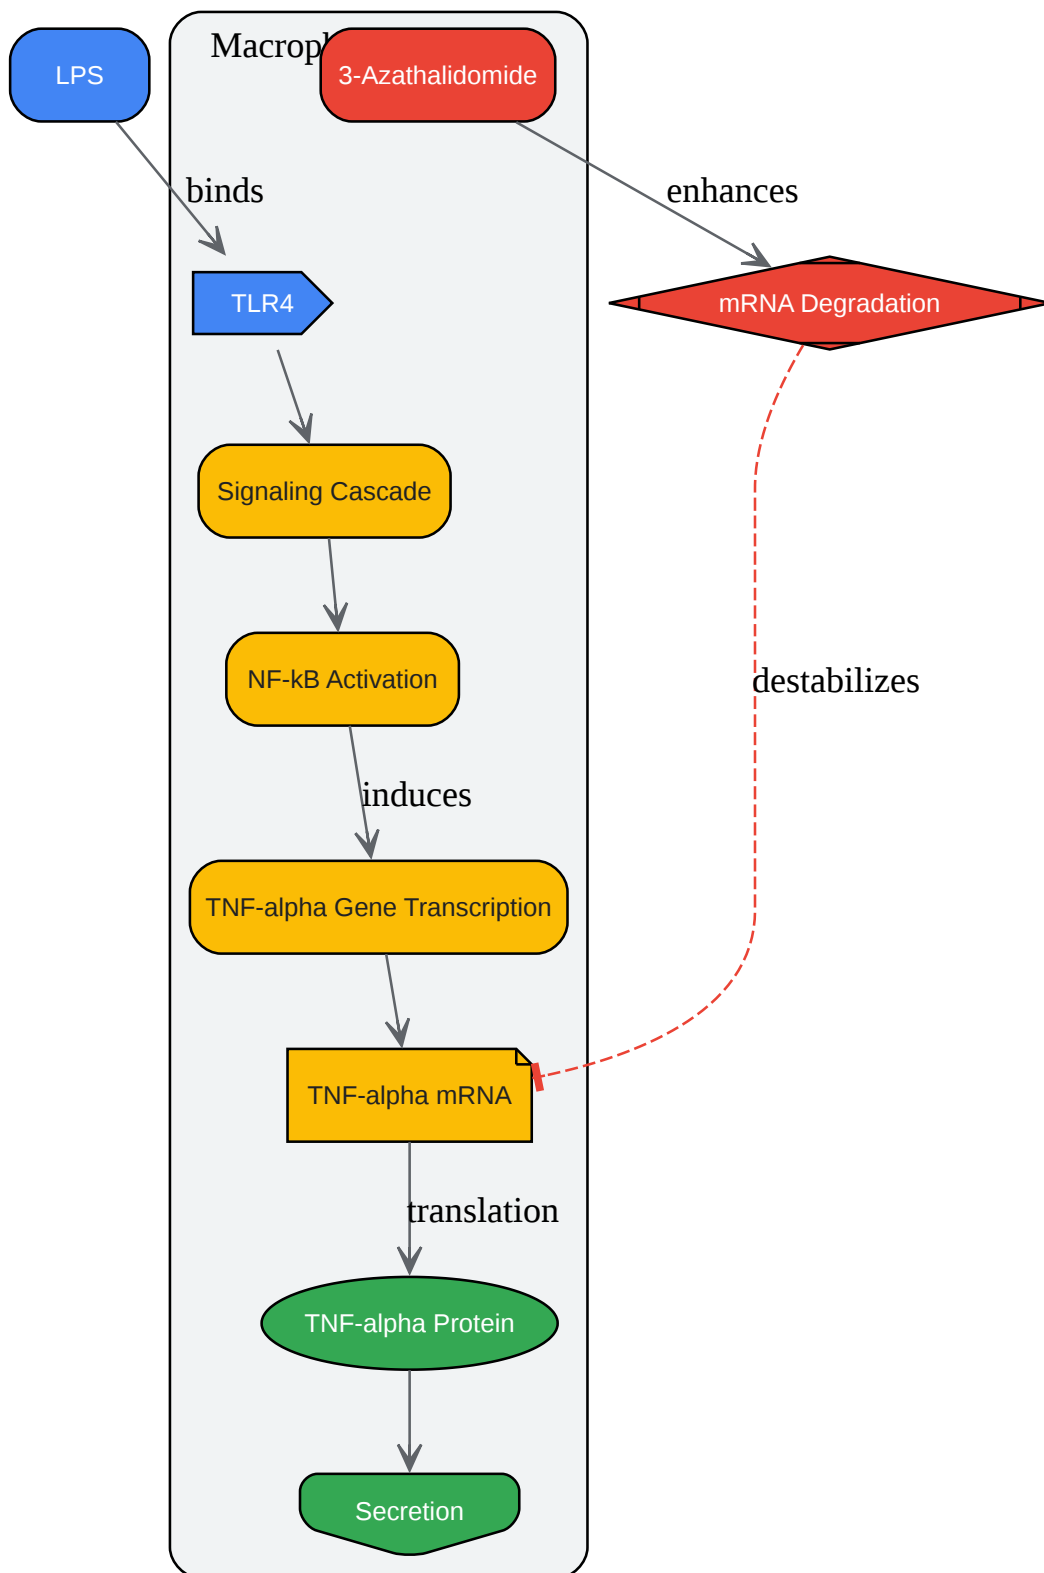 LPS
3-Azathalidomide
binds
enhances
TLR4
mRNA Degradation
Signaling Cascade
NF-kB Activation
destabilizes
induces
TNF-alpha Gene Transcription
TNF-alpha mRNA
translation
TNF-alpha Protein
Secretion